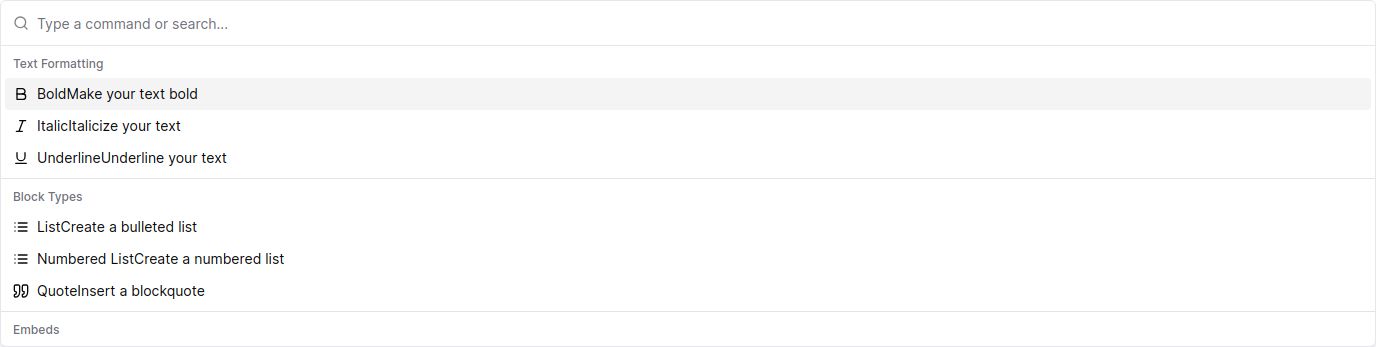 Type a command or search...
Text Formatting
BoldMake your text bold
ItalicItalicize your text
UnderlineUnderline your text
Block Types
ListCreate a bulleted list
Numbered ListCreate a numbered list
QuoteInsert a blockquote
Embeds